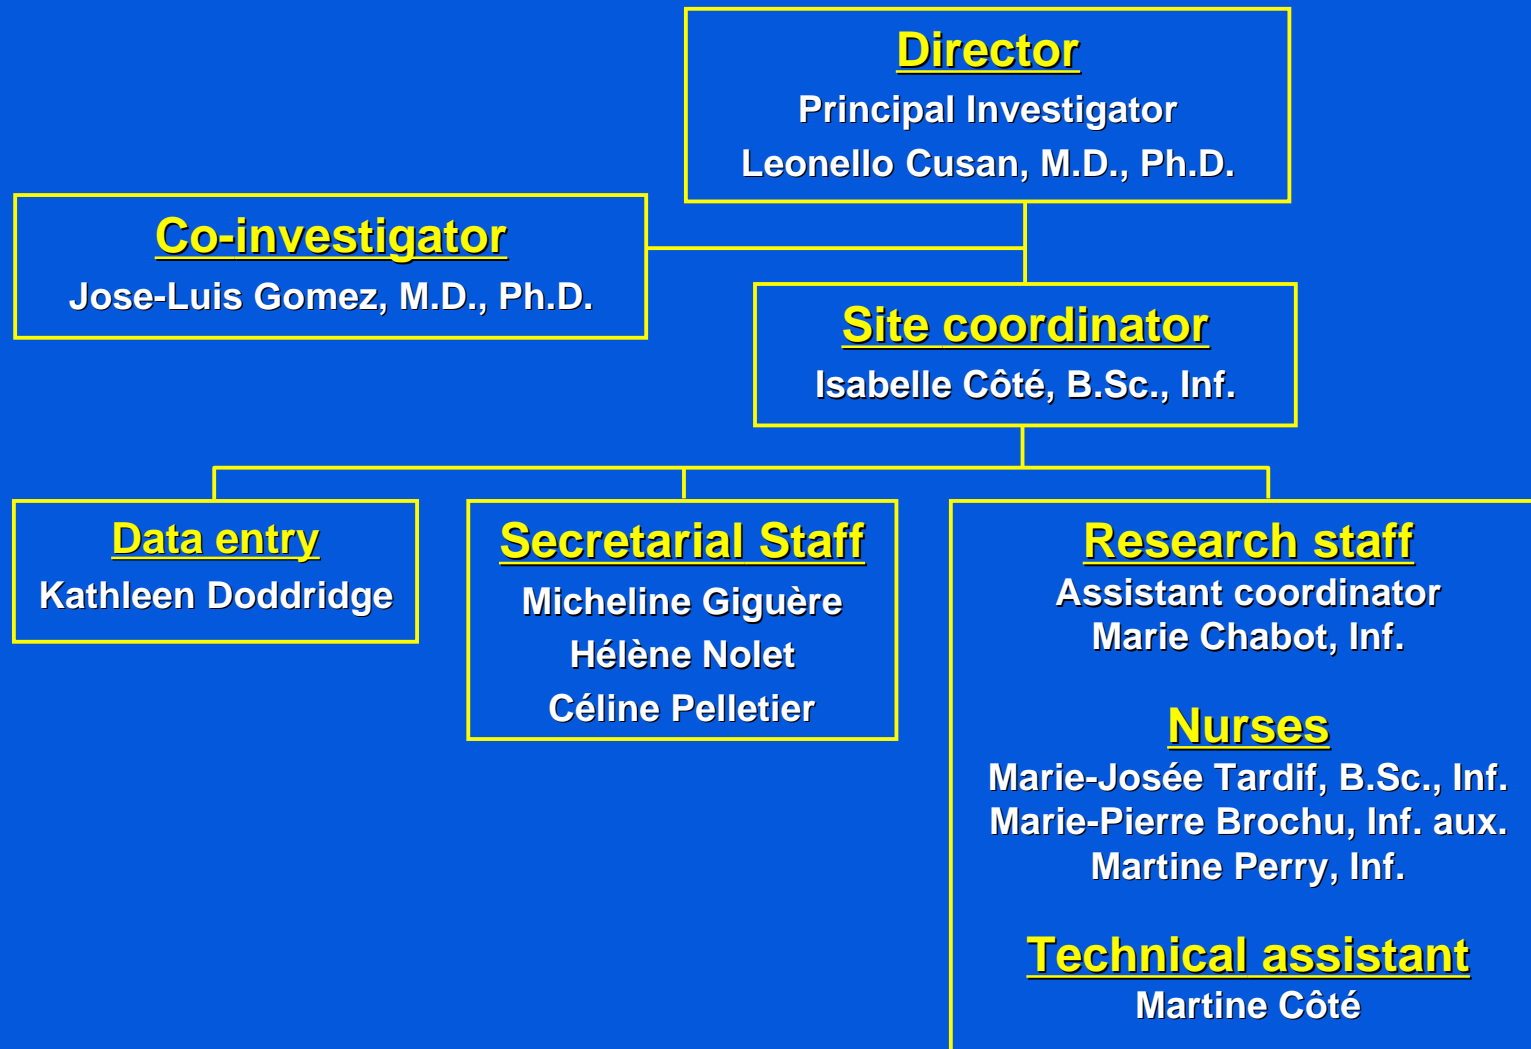 Director
Principal Investigator
Leonello Cusan, M.D., Ph.D.
Co-investigator
Jose-Luis Gomez, M.D., Ph.D.
Site coordinator
Isabelle Côté, B.Sc., Inf.
Data entry
Kathleen Doddridge
Secretarial Staff
Micheline Giguère
Hélène Nolet
Céline Pelletier
Research staff
Assistant coordinator
Marie Chabot, Inf.
Nurses
Marie-Josée Tardif, B.Sc., Inf.
Marie-Pierre Brochu, Inf. aux.
Martine Perry, Inf.
Technical assistant
Martine Côté